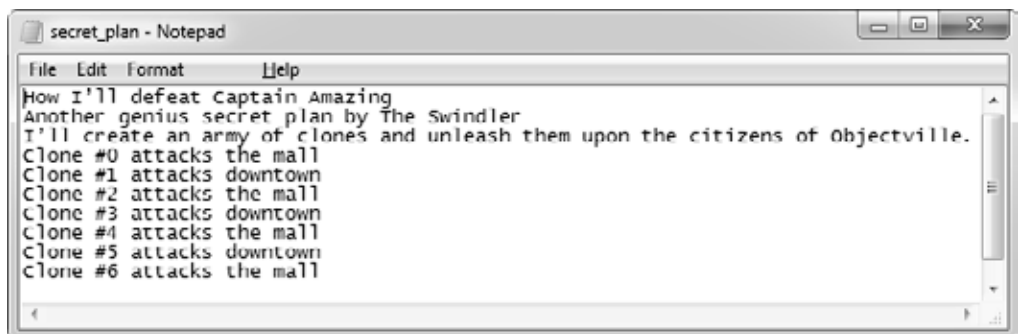 secret_plan - Notepad
File Edit Format Help
How I'll defeat Captain Amazing
Another genius secret plan by The Swindler
I'll create an army of clones and unleash them upon the citizens of Objectville.
Clone #0 attacks the mall
Clone #1 attacks downtown
Clone #2 attacks the mall
Clone #3 attacks downtown
Clone #4 attacks the mall
Clone #5 attacks downtown
Clone #6 attacks the mall